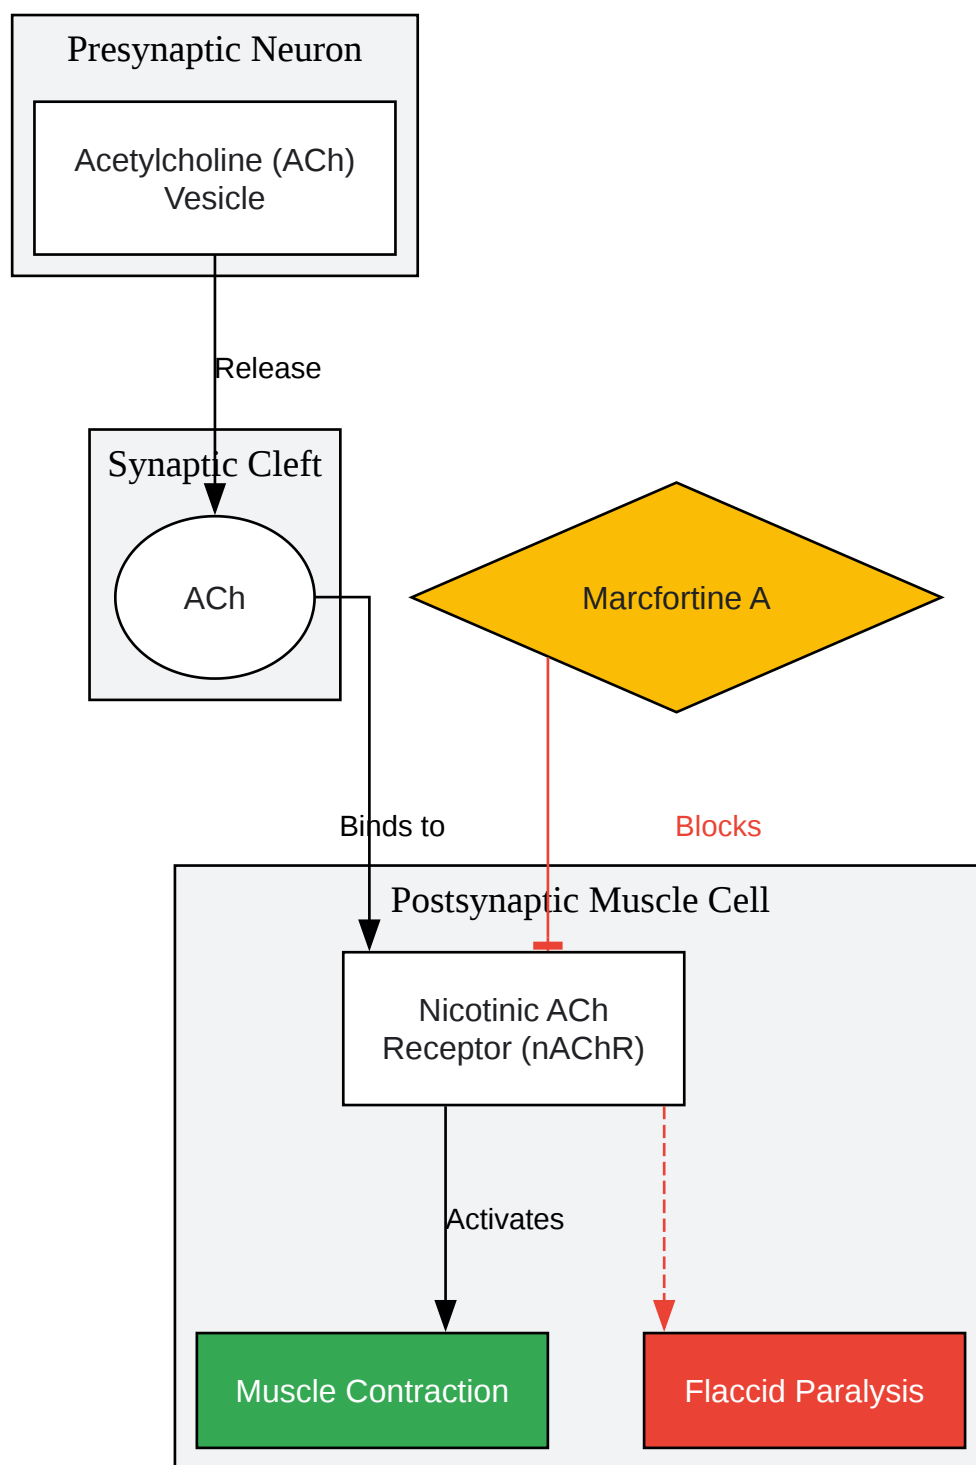 Presynaptic Neuron
Acetylcholine (ACh)
Vesicle
Release
Synaptic Cleft
ACh
Marcfortine A
Binds to
Blocks
Postsynaptic Muscle Cell
Nicotinic ACh
Receptor (nAChR)
Activates
Muscle Contraction
Flaccid Paralysis